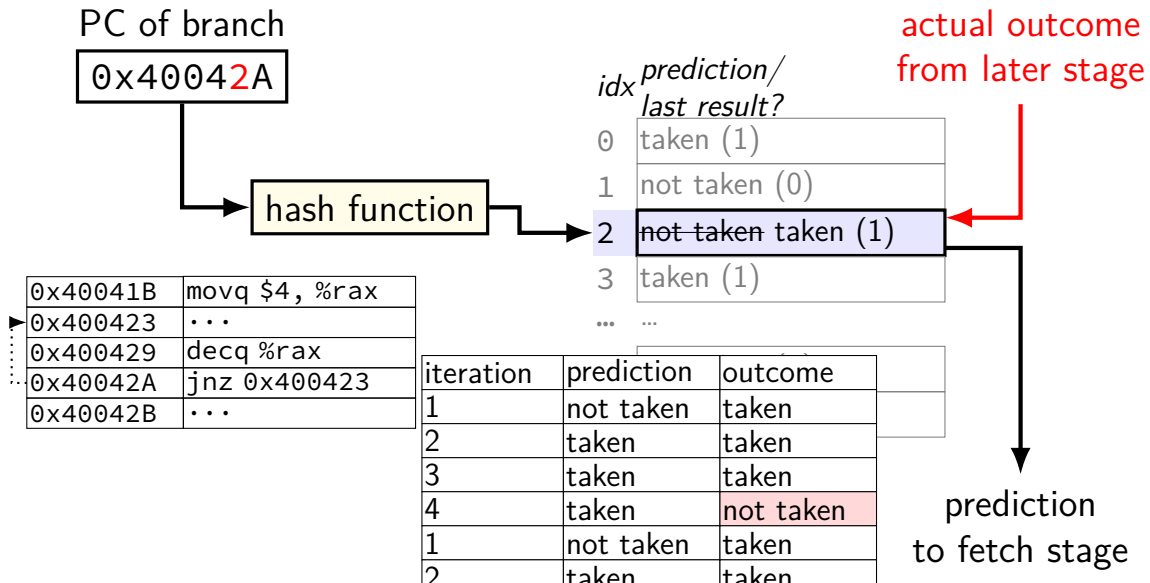 PC of branch
0x40042A
hash function
idx
prediction/
last result?
0 taken (1)
1 not taken (0)
2 not taken taken (1)
3 taken (1)
... ...
actual outcome
from later stage
prediction
to fetch stage
0x40041B movq $4, %rax
0x400423 ···
0x400429 decq %rax
0x40042A jnz 0x400423
0x40042B ···
iteration prediction outcome
1 not taken taken
2 taken taken
3 taken taken
4 taken not taken
1 not taken taken
2 taken taken